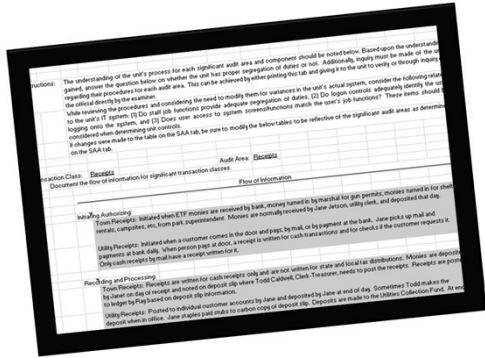 ructions: The understanding of the unit's process for each significant audit area and component should be noted below. Based upon the understandin
gained, answer the question below on whether the unit has proper segregation of duties or not. Additionally, inquiry must be made of the un
regarding their procedures for each audit area. This can be achieved by either printing this tab and giving it to the unit to verify or through inquiry o
the official directly by the examiner.
While reviewing the procedures and considering the need to modify them for variances in the unit's actual system, consider the following relate
to the unit's IT system: (1) Do staff job functions provide adequate segregation of duties, (2) Do logon controls adequately identify the us
logging onto the system, and (3) Does user access to system screens/functions match the user's job functions? These items should b
considered when determining unit controls.
If changes were made to the table on the SAA tab, be sure to modify the below tables to be reflective of the significant audit areas as determine
on the SAA tab.
nsaction Class: Receipts Audit Area: Receipts
Document the flow of information for significant transaction classes.
Flow of Information
Initiating/Authorizing:
Town Receipts: Initiated when ETF monies are received by bank, money turned in by marshal for gun permits, monies turned in for shelt
rentals, campsites, etc, from park superintendent. Monies are normally received by Jane Jetson, utility clerk, and deposited that day.
Utility Receipts: Initiated when a customer comes in the door and pays, by mail, or by payment at the bank. Jane picks up mail and
payments at bank daily. When person pays at door, a receipt is written for cash transactions and for checks if the customer requests it.
Only cash receipts by mail have a receipt written for it.
Recording and Processing:
Town Receipts: Receipts are written for cash receipts only and are not written for state and local tax distributions. Monies are deposite
by Janet on day of receipt and noted on deposit slip where Todd Caldwell, Clerk-Treasurer, needs to post the receipts. Receipts are poste
to ledger by Raq based on deposit slip information.
Utility Receipts: Posted to individual customer accounts by Jane and deposited by Jane at end of day. Sometimes Todd makes the
deposit when in office. Jane staples paid stubs to carbon copy of deposit slip. Deposits are made to the Utilities Collection Fund. At end